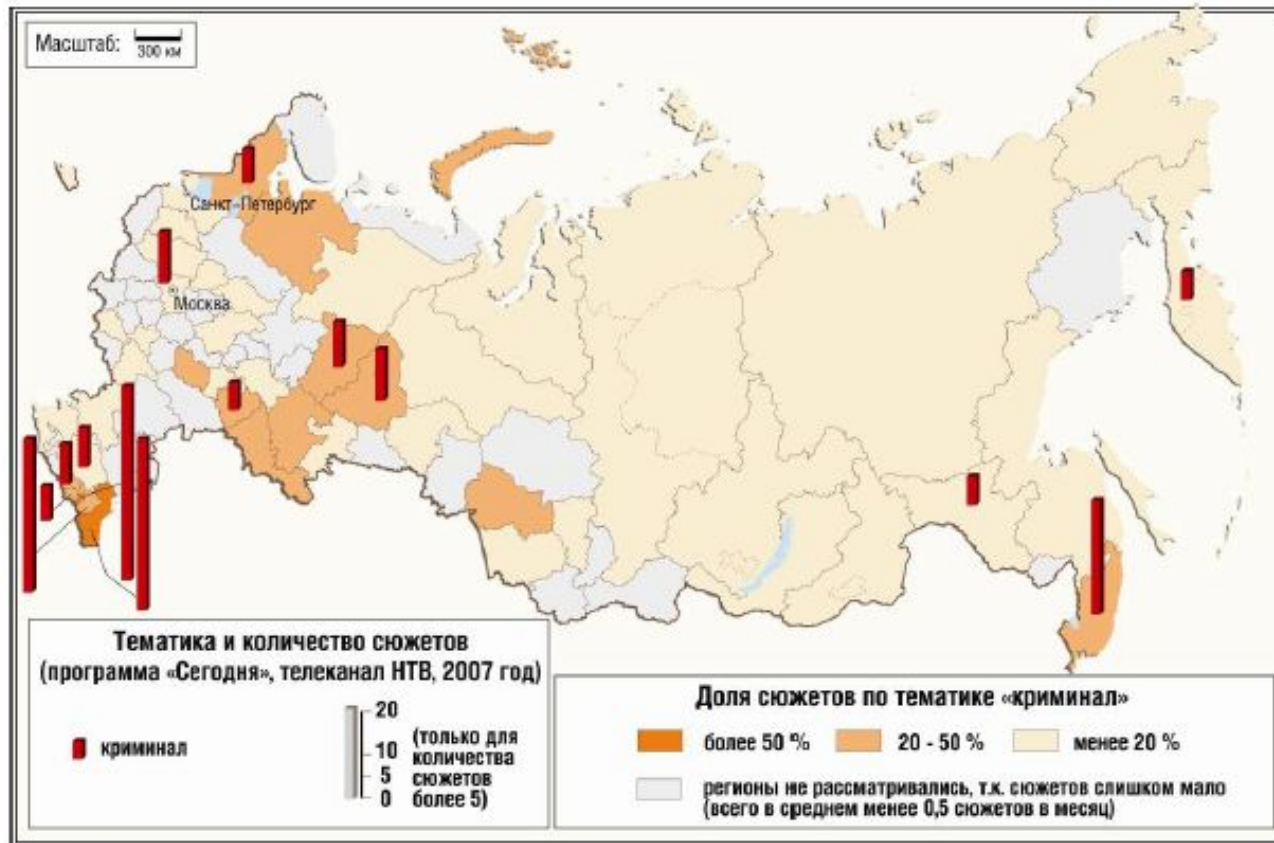 Масштаб:
300 км
Санкт-Петербург
Москва
Тематика и количество сюжетов
(программа «Сегодня», телеканал НТВ, 2007 год)
криминал
20
10
5
0
(только для
количества
сюжетов
более 5)
Доля сюжетов по тематике «криминал»
более 50 %
20 - 50 %
менее 20 %
регионы не рассматривались, т.к. сюжетов слишком мало
(всего в среднем менее 0,5 сюжетов в месяц)